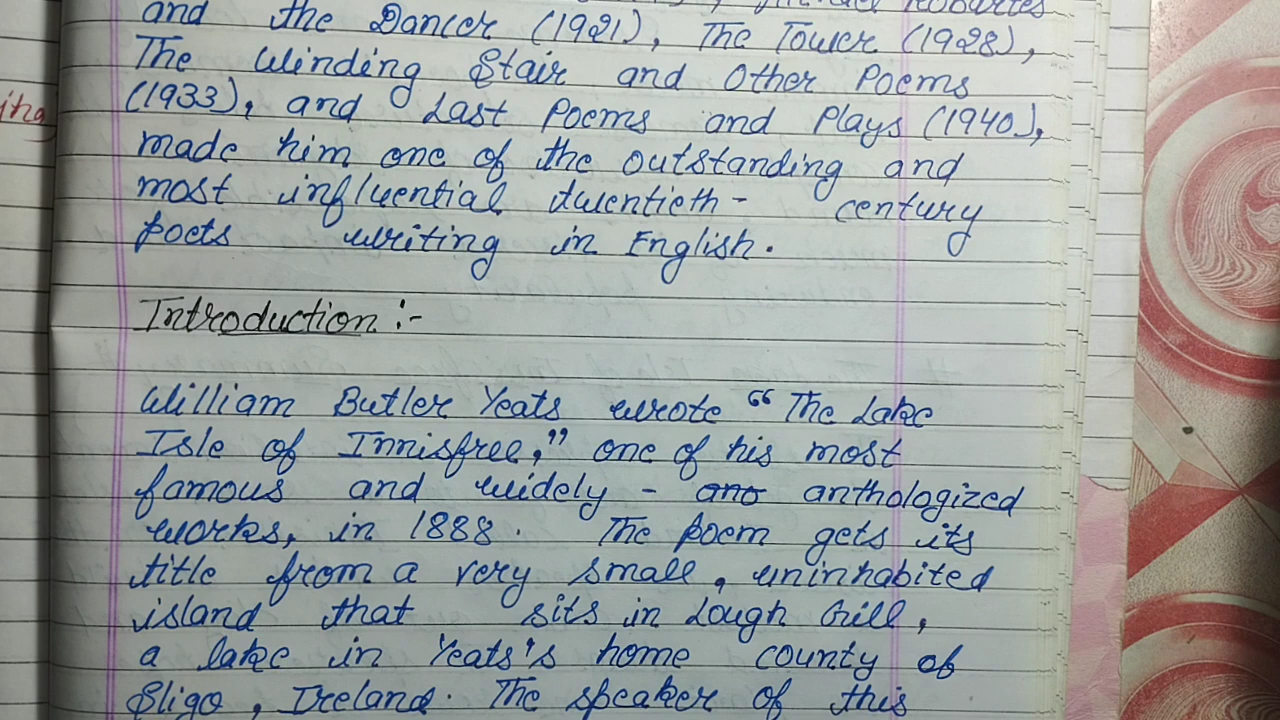 and the Dancer (1921), The Tower (1928),
The Winding Stair and Other Poems
(1933), and Last Poems and Plays (1940),
made him one of the outstanding and
most influential twentieth - century
poets writing in English.
Introduction :-
William Butler Yeats wrote “The Lake
Isle of Innisfree,” one of his most
famous and widely - ano anthologized
works, in 1888. The poem gets its
title from a very small, uninhabited
island that sits in Lough Gill,
a lake in Yeats's home county of
Sligo, Ireland. The speaker of this